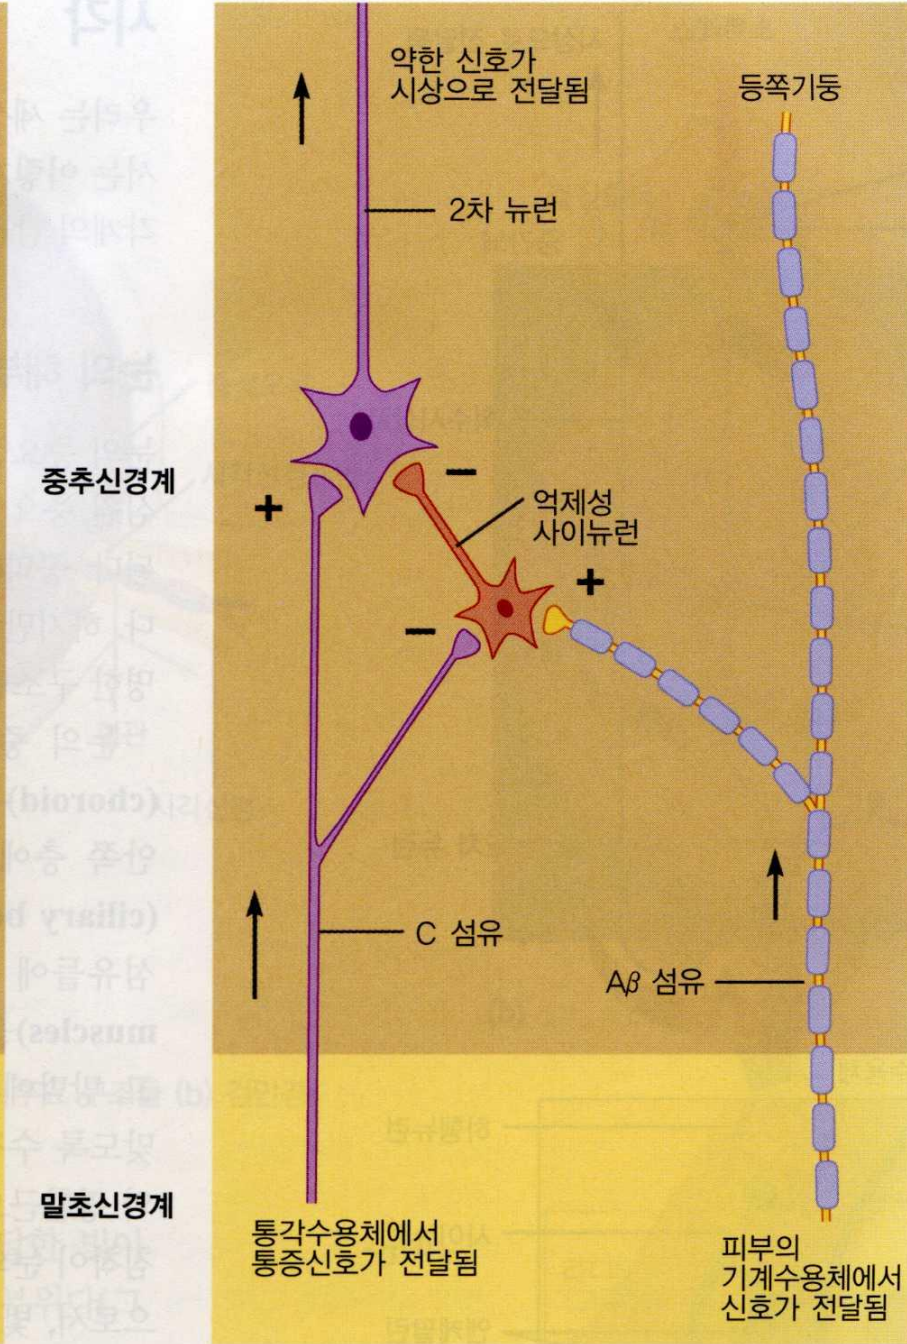 약한 신호가
시상으로 전달됨
등쪽기둥
2차 뉴런
중추신경계
+
−
억제성
사이뉴런
+
−
C 섬유
Aβ 섬유
말초신경계
통각수용체에서
통증신호가 전달됨
피부의
기계수용체에서
신호가 전달됨